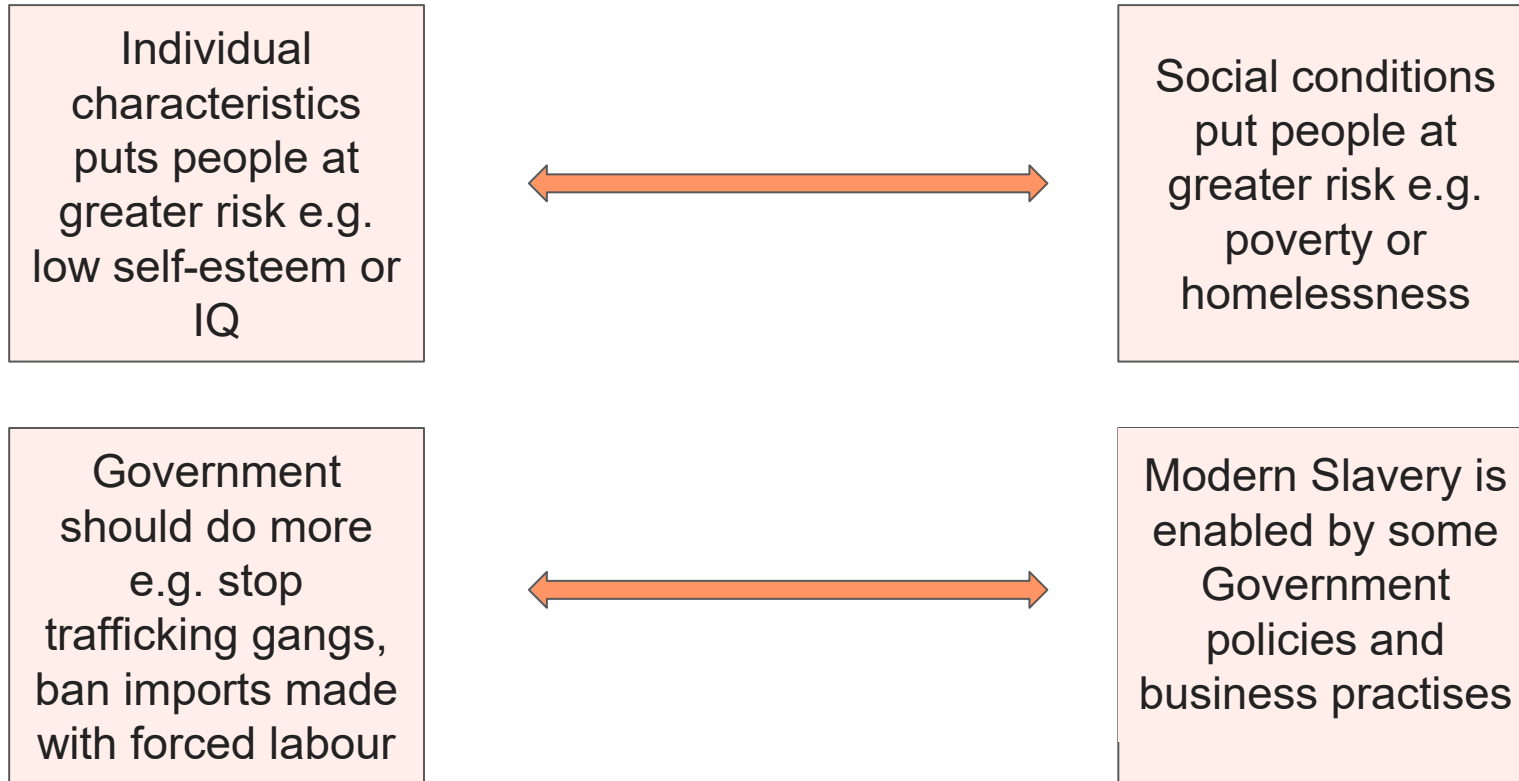 Individual
characteristics
puts people at
greater risk e.g.
low self-esteem or
IQ
Social conditions
put people at
greater risk e.g.
poverty or
homelessness
Government
should do more
e.g. stop
trafficking gangs,
ban imports made
with forced labour
Modern Slavery is
enabled by some
Government
policies and
business practises